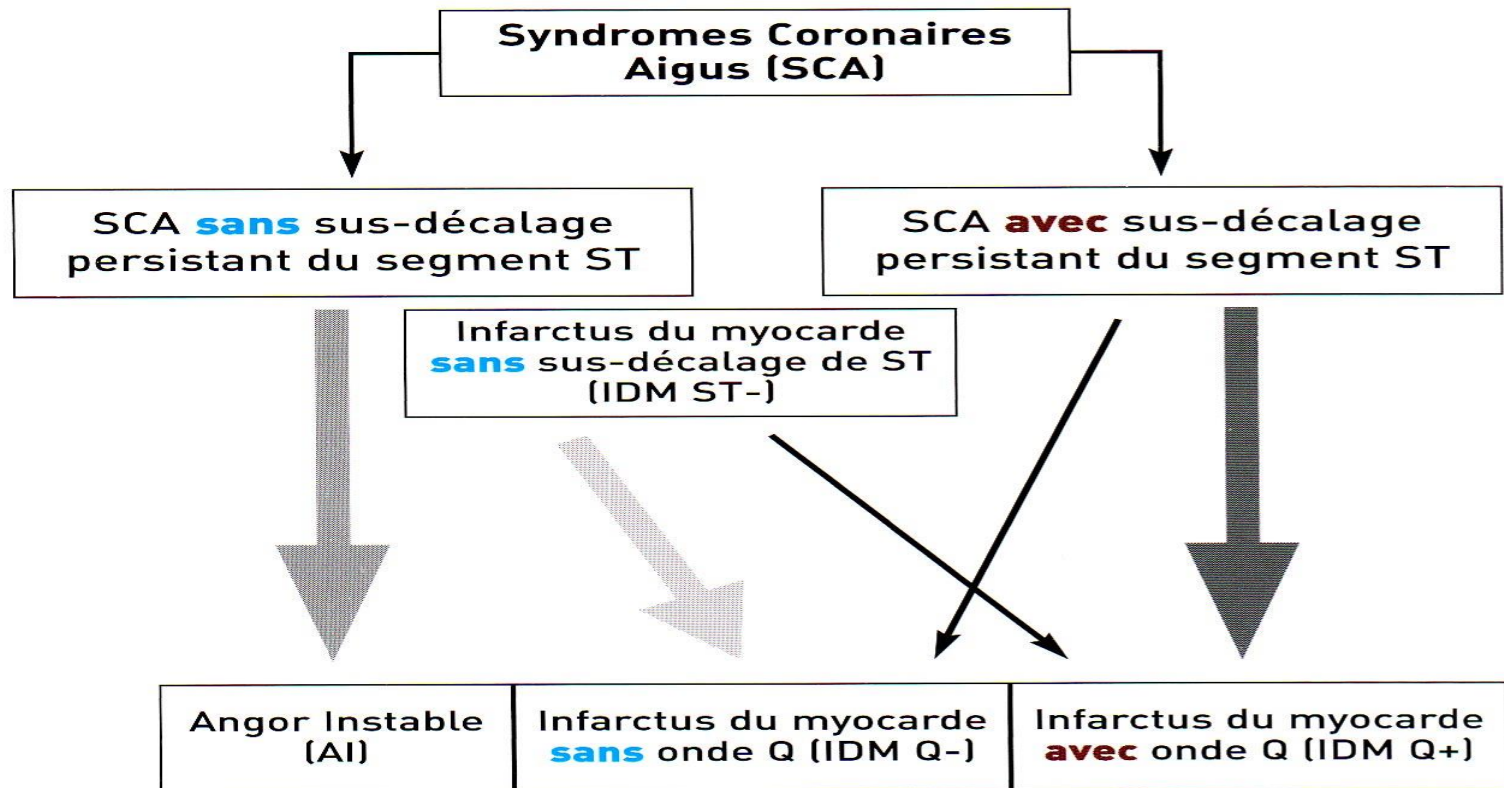 Syndromes Coronaires
Aigus (SCA)
SCA sans sus-décalage
persistant du segment ST
SCA avec sus-décalage
persistant du segment ST
Infarctus du myocarde
sans sus-décalage de ST
(IDM ST-)
Angor Instable
(AI)
Infarctus du myocarde
sans onde Q (IDM Q-)
Infarctus du myocarde
avec onde Q (IDM Q+)